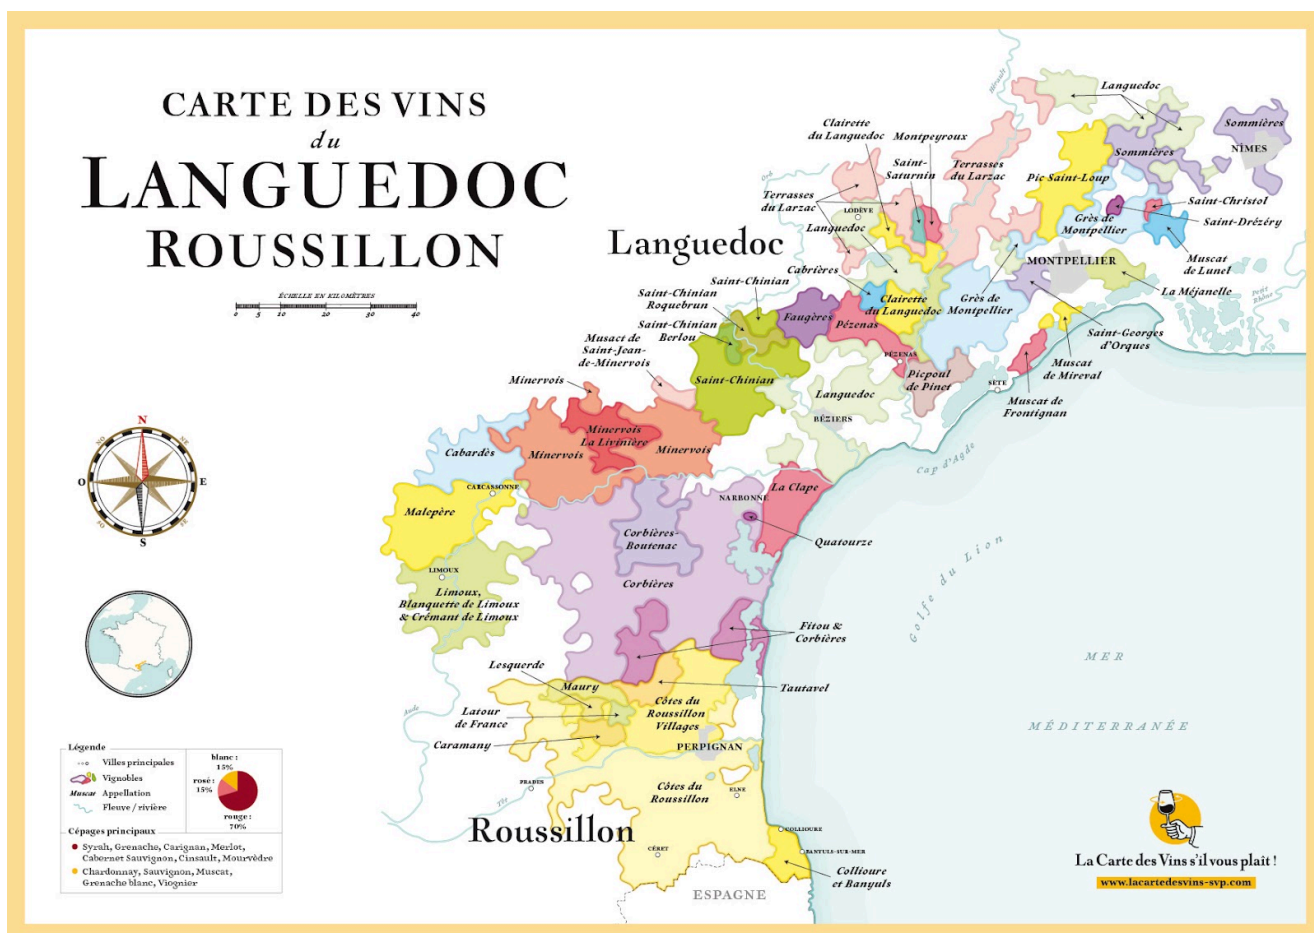 CARTE DES VINS
du
LANGUEDOC
ROUSSILLON
ÉCHELLE EN KILOMÈTRES
0 5 10 20 30 40
N
NE
E
SE
S
SO
O
NO
Languedoc
Roussillon
Hérault
Orb
Languedoc
Sommières
NÎMES
Sommières
Clairette
du Languedoc
Montpeyroux
Saint-
Saturnin
Terrasses
du Larzac
Pic Saint-Loup
Saint-Christol
Saint-Drézéry
Grès de
Montpellier
Terrasses
du Larzac
LODÈVE
Languedoc
MONTPELLIER
Muscat
de Lunel
La Méjanelle
Petit
Rhône
Cabrières
Clairette
du Languedoc
Grès de
Montpellier
Saint-Georges
d'Orques
Saint-Chinian
Saint-Chinian
Roquebrun
Saint-Chinian
Berlou
Faugères
Pézenas
PÉZENAS
Musact de
Saint-Jean-
de-Minervois
Muscat
de Mireval
Picpoul
de Pinet
SÈTE
Muscat de
Frontignan
Minervois
Saint-Chinian
Languedoc
BÉZIERS
Minervois
La Livinière
Minervois
Minervois
Cabardès
Cap d'Agde
CARCASSONNE
Malepère
La Clape
NARBONNE
Quatourze
Corbières-
Boutenac
Corbières
LIMOUX
Limoux,
Blanquette de Limoux
& Crémant de Limoux
Fitou &
Corbières
Golfe du Lion
MER
MÉDITERRANÉE
Lesquerde
Maury
Tautavel
Latour
de France
Côtes du
Roussillon
Villages
Caramany
Aude
PERPIGNAN
PRADES
Têt
Côtes du
Roussillon
ELNE
CÉRET
COLLIOURE
BANYULS-SUR-MER
Collioure
et Banyuls
ESPAGNE
Légende
Villes principales
Vignobles
Muscat Appellation
Fleuve / rivière
blanc :
15%
rosé :
15%
rouge :
70%
Cépages principaux
Syrah, Grenache, Carignan, Merlot,
Cabernet Sauvignon, Cinsault, Mourvèdre
Chardonnay, Sauvignon, Muscat,
Grenache blanc, Viognier
La Carte des Vins s'il vous plaît !
www.lacartedesvins-svp.com